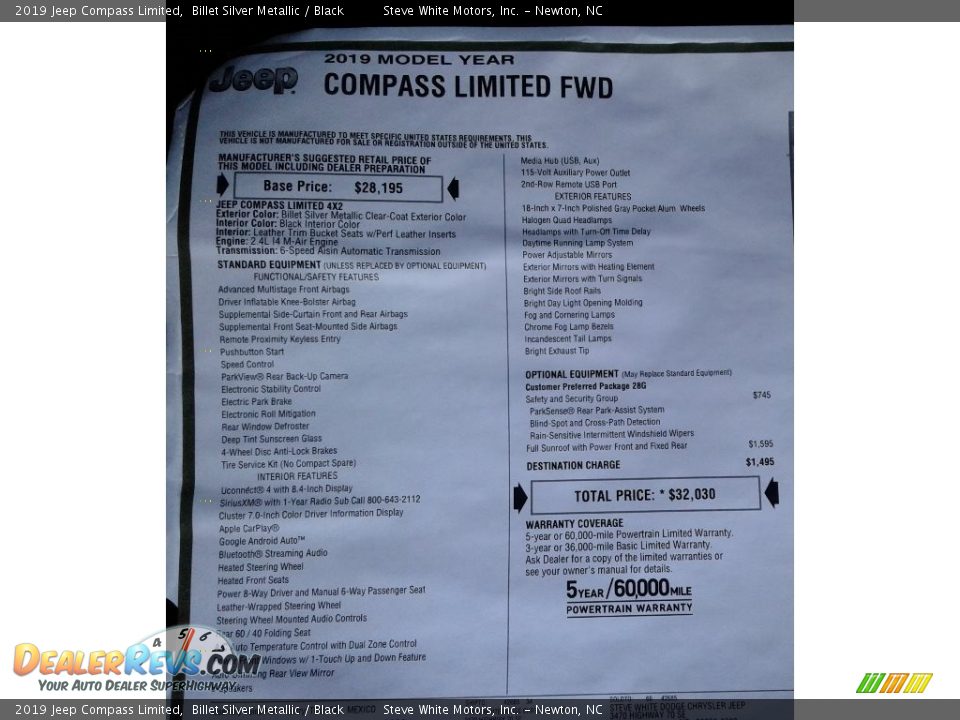 2019 Jeep Compass Limited, Billet Silver Metallic / Black Steve White Motors, Inc. - Newton, NC
Jeep
2019 MODEL YEAR
COMPASS LIMITED FWD
THIS VEHICLE IS MANUFACTURED TO MEET SPECIFIC UNITED STATES REQUIREMENTS. THIS
VEHICLE IS NOT MANUFACTURED FOR SALE OR REGISTRATION OUTSIDE OF THE UNITED STATES.
MANUFACTURER'S SUGGESTED RETAIL PRICE OF
THIS MODEL INCLUDING DEALER PREPARATION
Base Price: $28,195
JEEP COMPASS LIMITED 4X2
Exterior Color: Billet Silver Metallic Clear-Coat Exterior Color
Interior Color: Black Interior Color
Interior: Leather Trim Bucket Seats w/Perf Leather Inserts
Engine: 2.4L I4 M-Air Engine
Transmission: 6-Speed Aisin Automatic Transmission
STANDARD EQUIPMENT (UNLESS REPLACED BY OPTIONAL EQUIPMENT)
FUNCTIONAL/SAFETY FEATURES
Advanced Multistage Front Airbags
Driver Inflatable Knee-Bolster Airbag
Supplemental Side-Curtain Front and Rear Airbags
Supplemental Front Seat-Mounted Side Airbags
Remote Proximity Keyless Entry
Pushbutton Start
Speed Control
ParkView® Rear Back-Up Camera
Electronic Stability Control
Electric Park Brake
Electronic Roll Mitigation
Rear Window Defroster
Deep Tint Sunscreen Glass
4-Wheel Disc Anti-Lock Brakes
Tire Service Kit (No Compact Spare)
INTERIOR FEATURES
Uconnect® 4 with 8.4-Inch Display
SiriusXM® with 1-Year Radio Sub Call 800-643-2112
Cluster 7.0-Inch Color Driver Information Display
Apple CarPlay®
Google Android Auto™
Bluetooth® Streaming Audio
Heated Steering Wheel
Heated Front Seats
Power 8-Way Driver and Manual 6-Way Passenger Seat
Leather-Wrapped Steering Wheel
Steering Wheel Mounted Audio Controls
Rear 60 / 40 Folding Seat
Auto Temperature Control with Dual Zone Control
Windows w/ 1-Touch Up and Down Feature
Rear View Mirror
Speakers
Media Hub (USB, Aux)
115-Volt Auxiliary Power Outlet
2nd-Row Remote USB Port
EXTERIOR FEATURES
18-Inch x 7-Inch Polished Gray Pocket Alum Wheels
Halogen Quad Headlamps
Headlamps with Turn-Off Time Delay
Daytime Running Lamp System
Power Adjustable Mirrors
Exterior Mirrors with Heating Element
Exterior Mirrors with Turn Signals
Bright Side Roof Rails
Bright Day Light Opening Molding
Fog and Cornering Lamps
Chrome Fog Lamp Bezels
Incandescent Tail Lamps
Bright Exhaust Tip
OPTIONAL EQUIPMENT (May Replace Standard Equipment)
Customer Preferred Package 28G
Safety and Security Group $745
ParkSense® Rear Park-Assist System
Blind-Spot and Cross-Path Detection
Rain-Sensitive Intermittent Windshield Wipers
Full Sunroof with Power Front and Fixed Rear $1,595
DESTINATION CHARGE $1,495
TOTAL PRICE: * $32,030
WARRANTY COVERAGE
5-year or 60,000-mile Powertrain Limited Warranty.
3-year or 36,000-mile Basic Limited Warranty.
Ask Dealer for a copy of the limited warranties or
see your owner's manual for details.
5YEAR/60,000MILE
POWERTRAIN WARRANTY
MEXICO
STEVE WHITE DODGE CHRYSLER JEEP
3470 HIGHWAY 70 SE
4 5 6
DealerRevs.com
Your Auto Dealer SuperHighway
2019 Jeep Compass Limited, Billet Silver Metallic / Black Steve White Motors, Inc. - Newton, NC